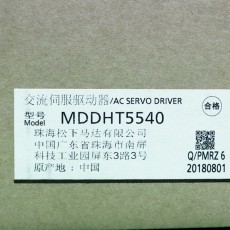 交流伺服驱动器/AC SERVO DRIVER
合格
型号
Model MDDHT5540
珠海松下马达有限公司
中国广东省珠海市南屏
科技工业园屏东3路3号
原产地：中国
Q/PMRZ 6
20180801